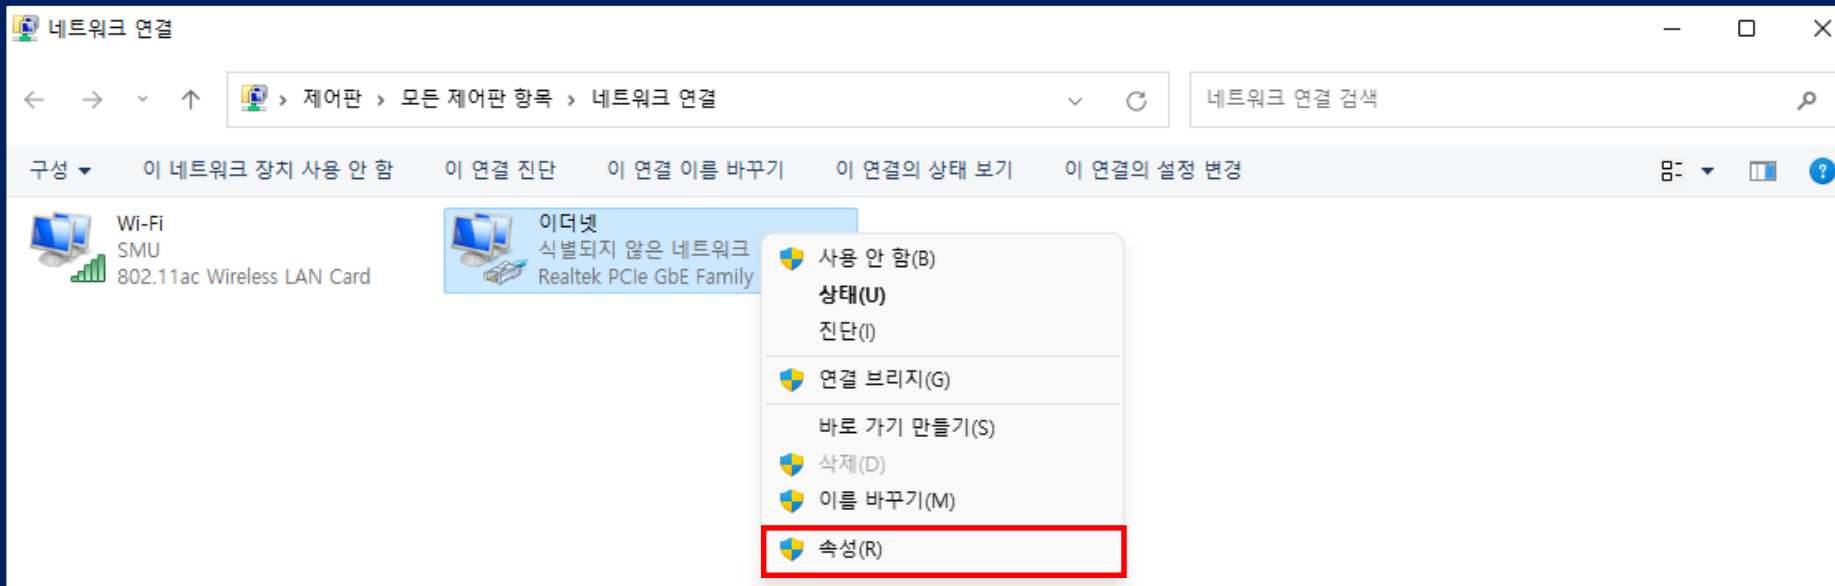 네트워크 연결
제어판 > 모든 제어판 항목 > 네트워크 연결
네트워크 연결 검색
구성 이 네트워크 장치 사용 안 함 이 연결 진단 이 연결 이름 바꾸기 이 연결의 상태 보기 이 연결의 설정 변경
?
Wi-Fi
SMU
802.11ac Wireless LAN Card
이더넷
식별되지 않은 네트워크
Realtek PCIe GbE Family
사용 안 함(B)
상태(U)
진단(I)
연결 브리지(G)
바로 가기 만들기(S)
삭제(D)
이름 바꾸기(M)
속성(R)